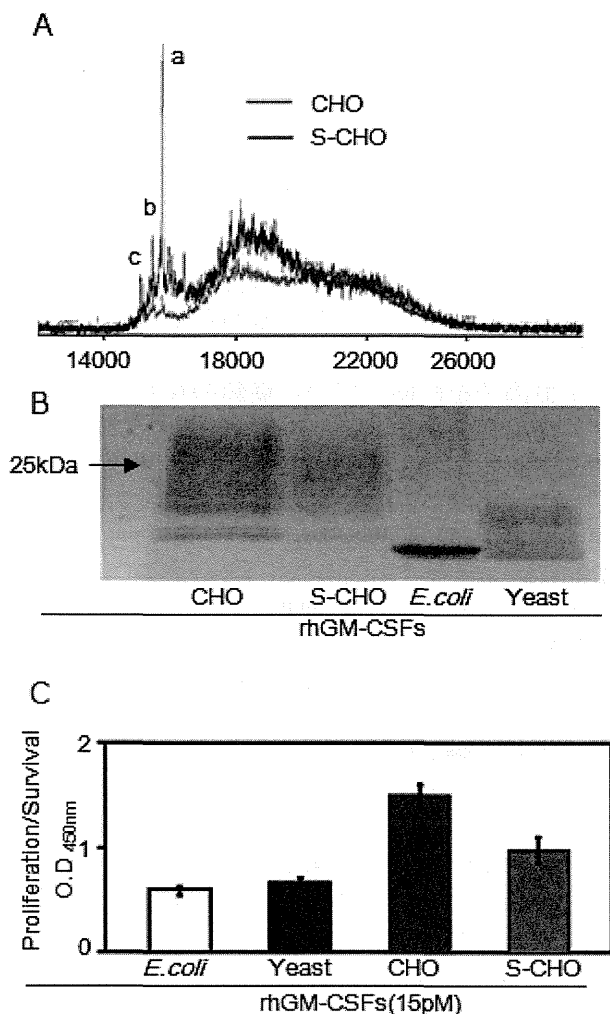 A
a
b
c
CHO
S-CHO
14000 18000 22000 26000
B
25kDa
CHO S-CHO E.coli Yeast
rhGM-CSFs
C
Proliferation/Survival
O.D 450nm
2
1
0
E.coli Yeast CHO S-CHO
rhGM-CSFs(15pM)